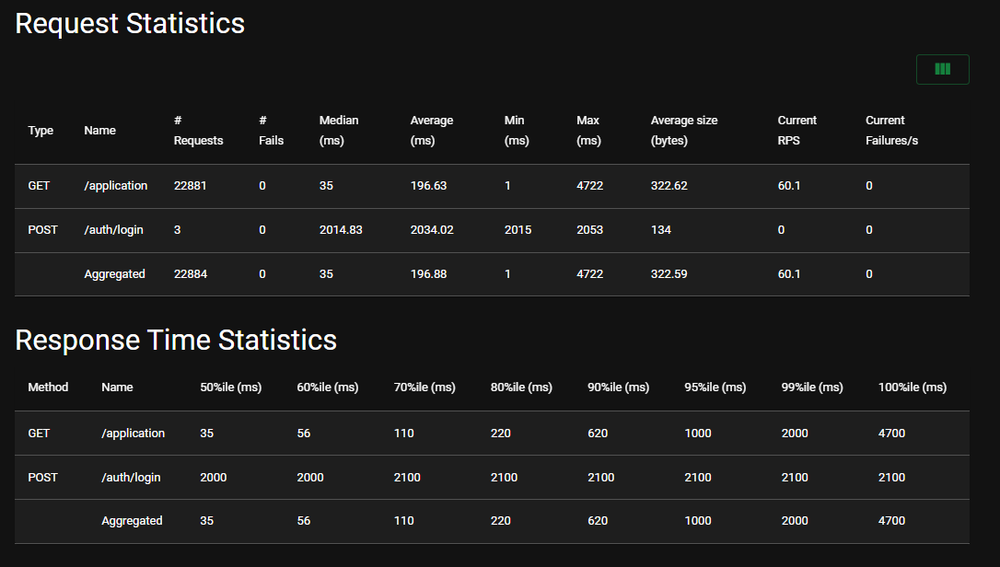 Request Statistics
Type Name # Requests # Fails Median (ms) Average (ms) Min (ms) Max (ms) Average size (bytes) Current RPS Current Failures/s
GET /application 22881 0 35 196.63 1 4722 322.62 60.1 0
POST /auth/login 3 0 2014.83 2034.02 2015 2053 134 0 0
Aggregated 22884 0 35 196.88 1 4722 322.59 60.1 0
Response Time Statistics
Method Name 50%ile (ms) 60%ile (ms) 70%ile (ms) 80%ile (ms) 90%ile (ms) 95%ile (ms) 99%ile (ms) 100%ile (ms)
GET /application 35 56 110 220 620 1000 2000 4700
POST /auth/login 2000 2000 2100 2100 2100 2100 2100 2100
Aggregated 35 56 110 220 620 1000 2000 4700